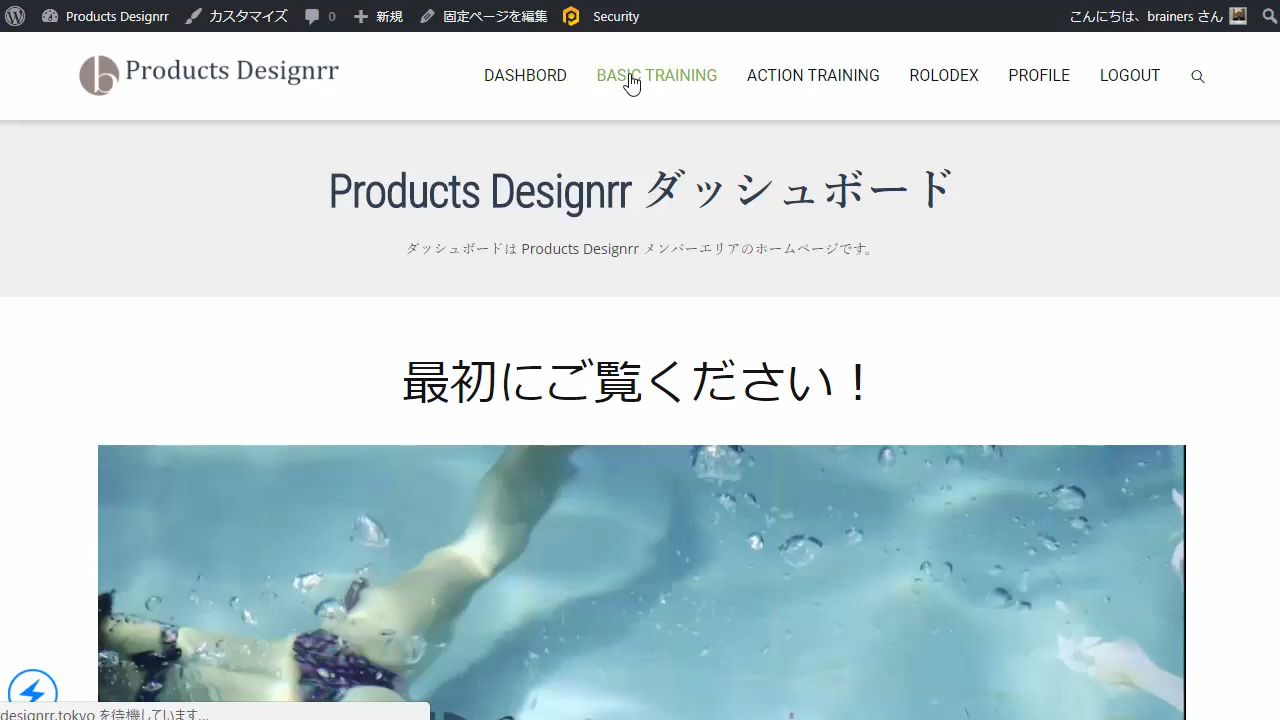 Products Designrr カスタマイズ 0 新規 固定ページを編集 Security こんにちは、brainers さん
Products Designrr DASHBORD BASIC TRAINING ACTION TRAINING ROLODEX PROFILE LOGOUT
Products Designrr ダッシュボード
ダッシュボードは Products Designrr メンバーエリアのホームページです。
最初にご覧ください！
designrr.tokyo を待機しています...